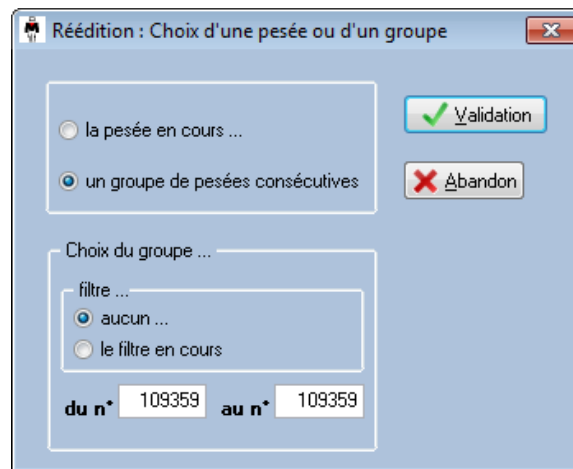 Réédition : Choix d'une pesée ou d'un groupe
la pesée en cours ...
un groupe de pesées consécutives
Validation
Abandon
Choix du groupe ...
filtre ...
aucun ...
le filtre en cours
du n° 109359 au n° 109359